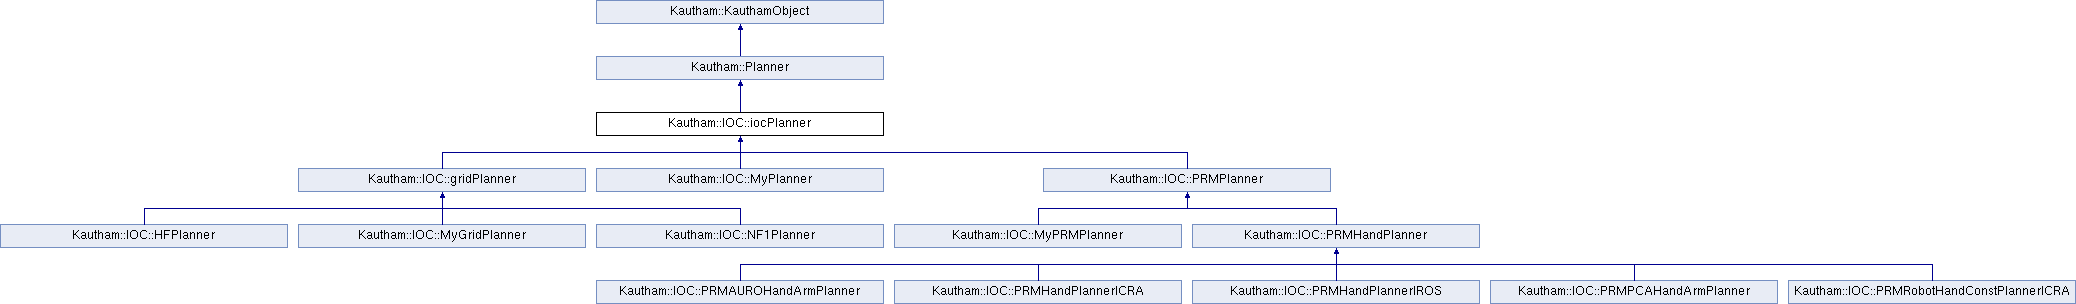 Kautham::KauthamObject
Kautham::Planner
Kautham::IOC::iocPlanner
Kautham::IOC::gridPlanner
Kautham::IOC::MyPlanner
Kautham::IOC::PRMPlanner
Kautham::IOC::HFPlanner
Kautham::IOC::MyGridPlanner
Kautham::IOC::NF1Planner
Kautham::IOC::MyPRMPlanner
Kautham::IOC::PRMHandPlanner
Kautham::IOC::PRMAUROHandArmPlanner
Kautham::IOC::PRMHandPlannerICRA
Kautham::IOC::PRMHandPlannerIROS
Kautham::IOC::PRMPCAHandArmPlanner
Kautham::IOC::PRMRobotHandConstPlannerICRA